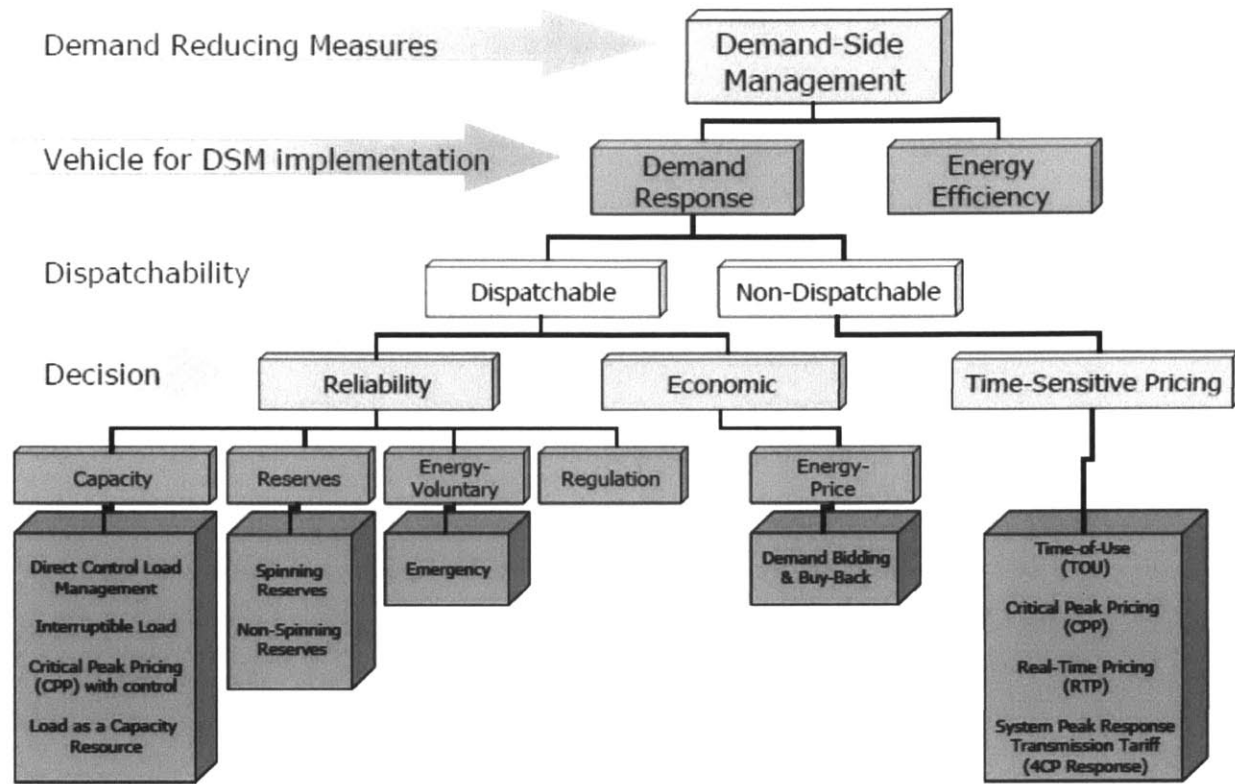 Demand Reducing Measures
Demand-Side
Management
Vehicle for DSM implementation
Demand
Response
Energy
Efficiency
Dispatchability
Dispatchable
Non-Dispatchable
Decision
Reliability
Economic
Time-Sensitive Pricing
Capacity
Reserves
Energy-
Voluntary
Regulation
Energy-
Price
Direct Control Load
Management
Interruptible Load
Critical Peak Pricing
(CPP) with control
Load as a Capacity
Resource
Spinning
Reserves
Non-Spinning
Reserves
Emergency
Demand Bidding
& Buy-Back
Time-of-Use
(TOU)
Critical Peak Pricing
(CPP)
Real-Time Pricing
(RTP)
System Peak Response
Transmission Tariff
(4CP Response)